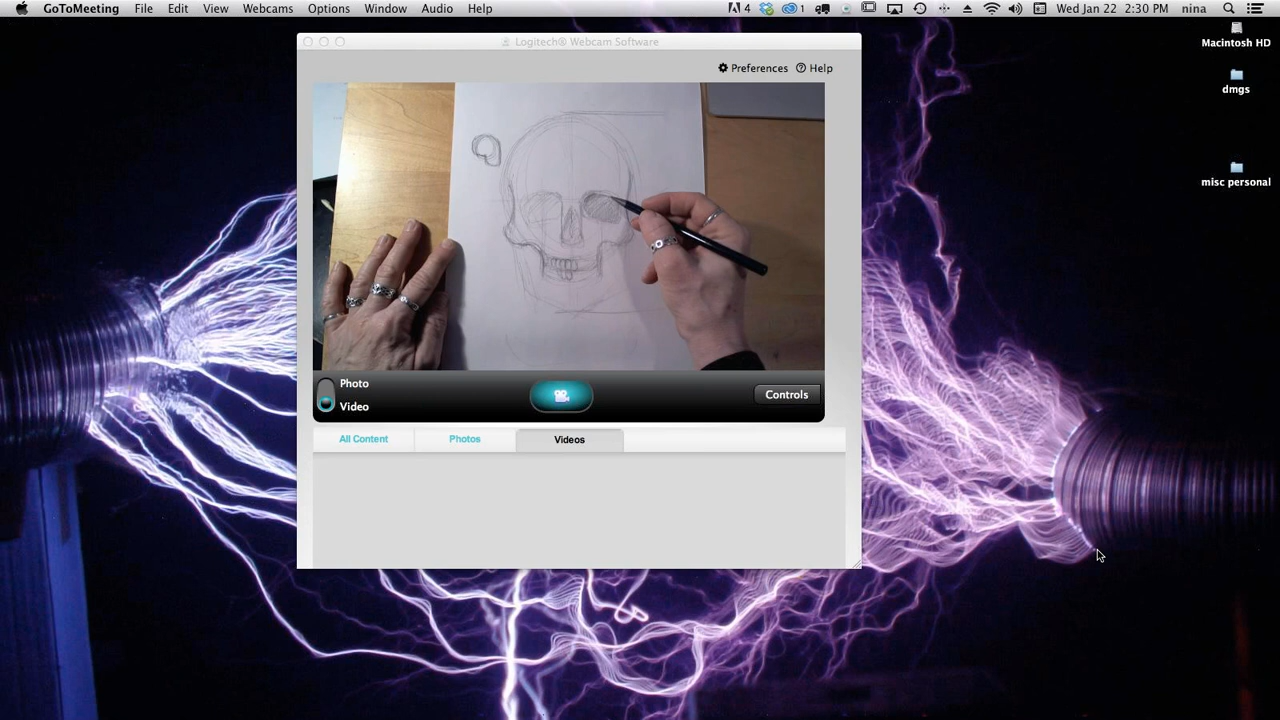 GoToMeeting File Edit View Webcams Options Window Audio Help 4 1 Wed Jan 22 2:30 PM nina
Logitech® Webcam Software
Preferences Help
Macintosh HD
dmgs
misc personal
Photo
Video
Controls
All Content Photos Videos